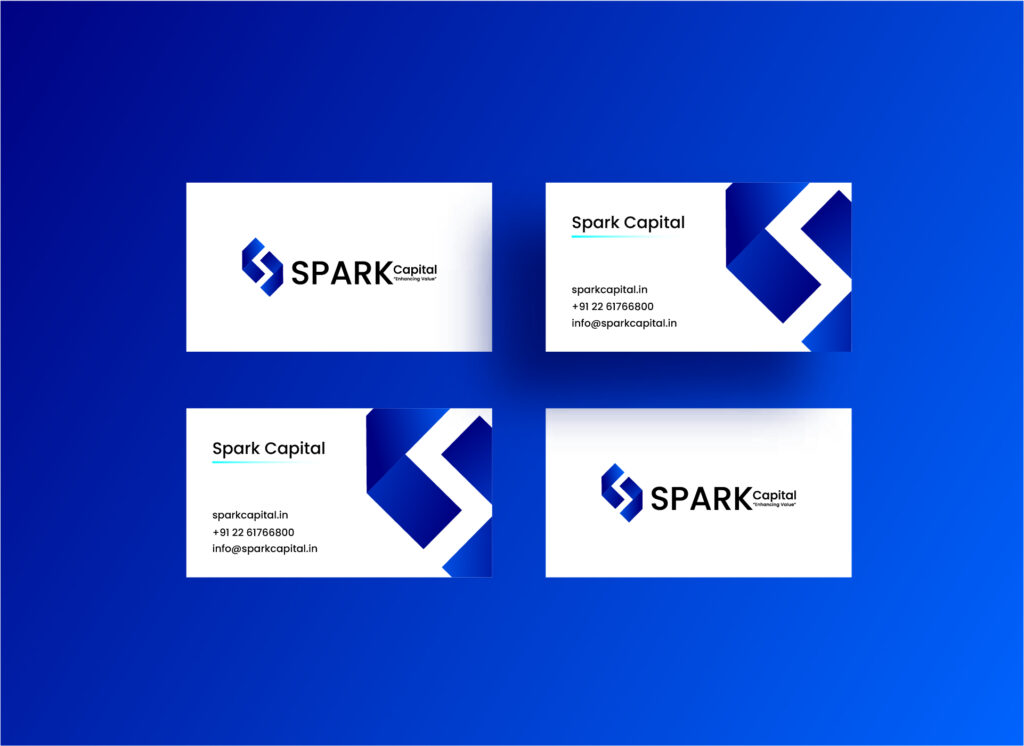 SPARK Capital
"Enhancing Value"
Spark Capital
sparkcapital.in
+91 22 61766800
info@sparkcapital.in
Spark Capital
sparkcapital.in
+91 22 61766800
info@sparkcapital.in
SPARK Capital
"Enhancing Value"